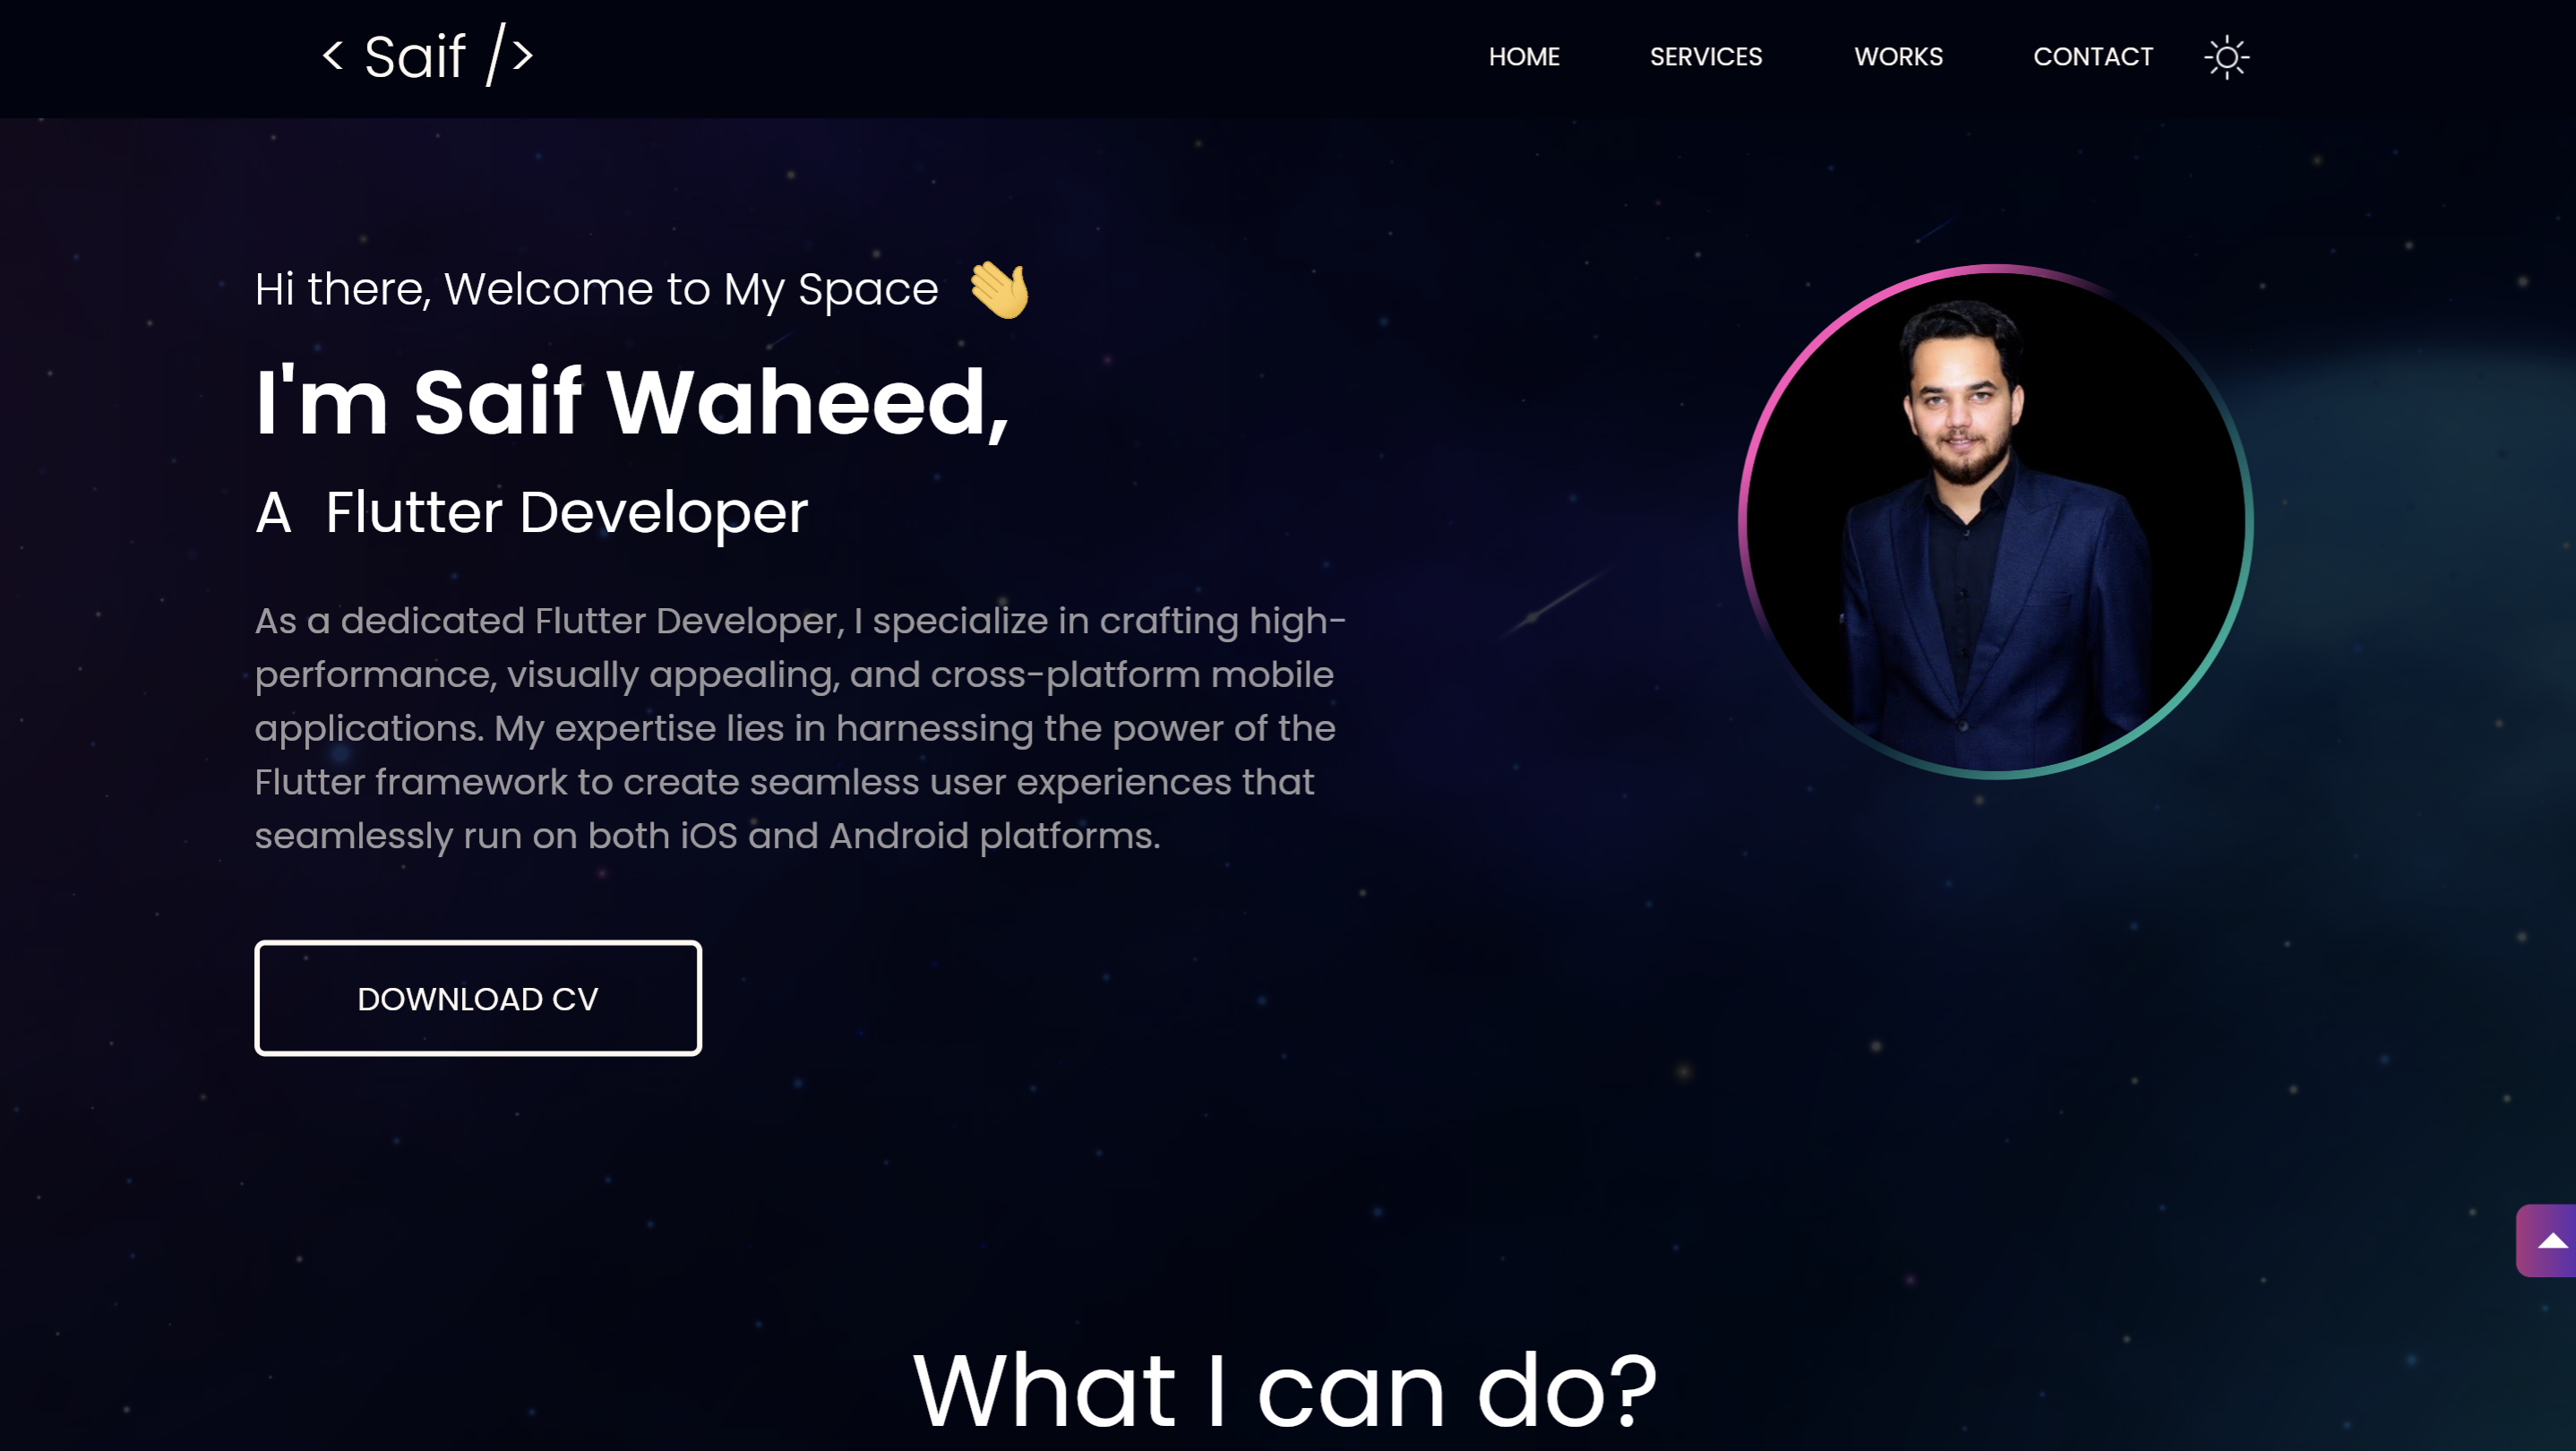 < Saif />
HOME
SERVICES
WORKS
CONTACT
Hi there, Welcome to My Space 👋
I'm Saif Waheed,
A Flutter Developer
As a dedicated Flutter Developer, I specialize in crafting high-
performance, visually appealing, and cross-platform mobile
applications. My expertise lies in harnessing the power of the
Flutter framework to create seamless user experiences that
seamlessly run on both iOS and Android platforms.
DOWNLOAD CV
What I can do?